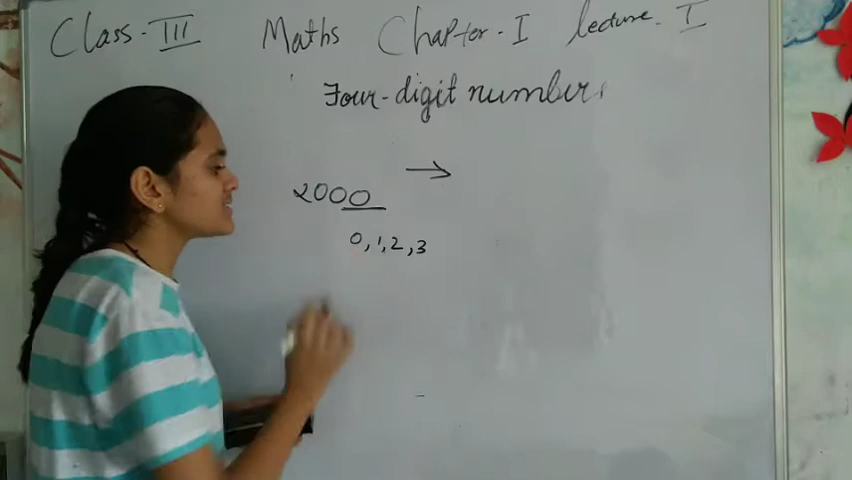 Class-III Maths Chapter-I lecture-I
Four-digit numbers
2000 →
0,1,2,3